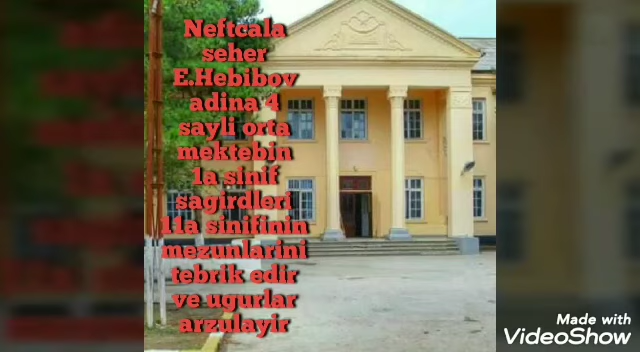 Neftcala
seher
E.Hebibov
adina 4
sayli orta
mektebin
1a sinif
sagirdleri
11a sinifinin
mezunlarini
tebrik edir
ve ugurlar
arzulayir
Made with
VideoShow